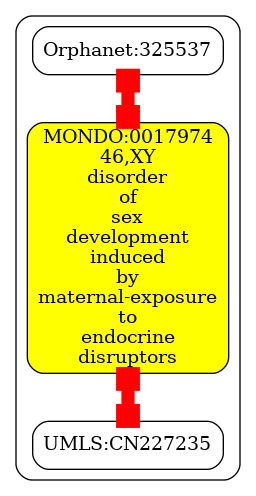 Orphanet:325537
MONDO:0017974
46,XY
disorder
of
sex
development
induced
by
maternal-exposure
to
endocrine
disruptors
UMLS:CN227235